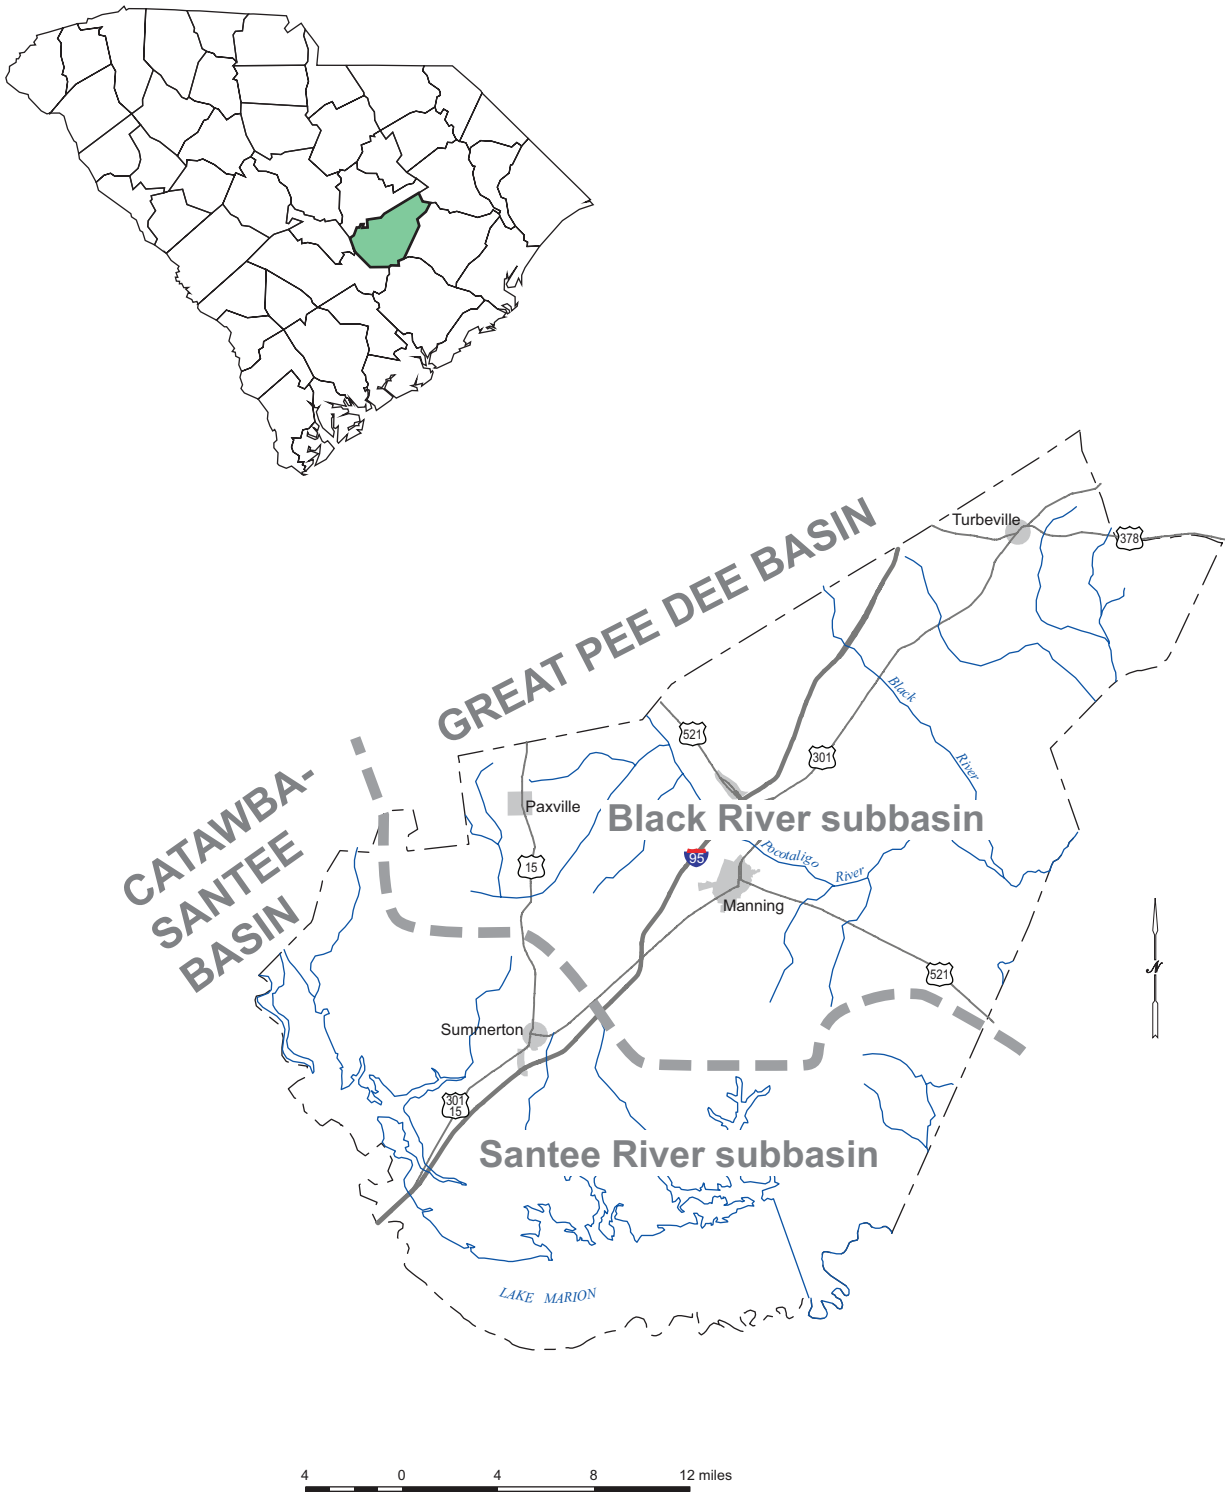 Turbeville
378
GREAT PEE DEE BASIN
Black
River
521
301
CATAWBA-
SANTEE
BASIN
Paxville
Black River subbasin
15
95
Pocotaligo
River
Manning
521
Summerton
N
301
15
Santee River subbasin
LAKE MARION
4 0 4 8 12 miles